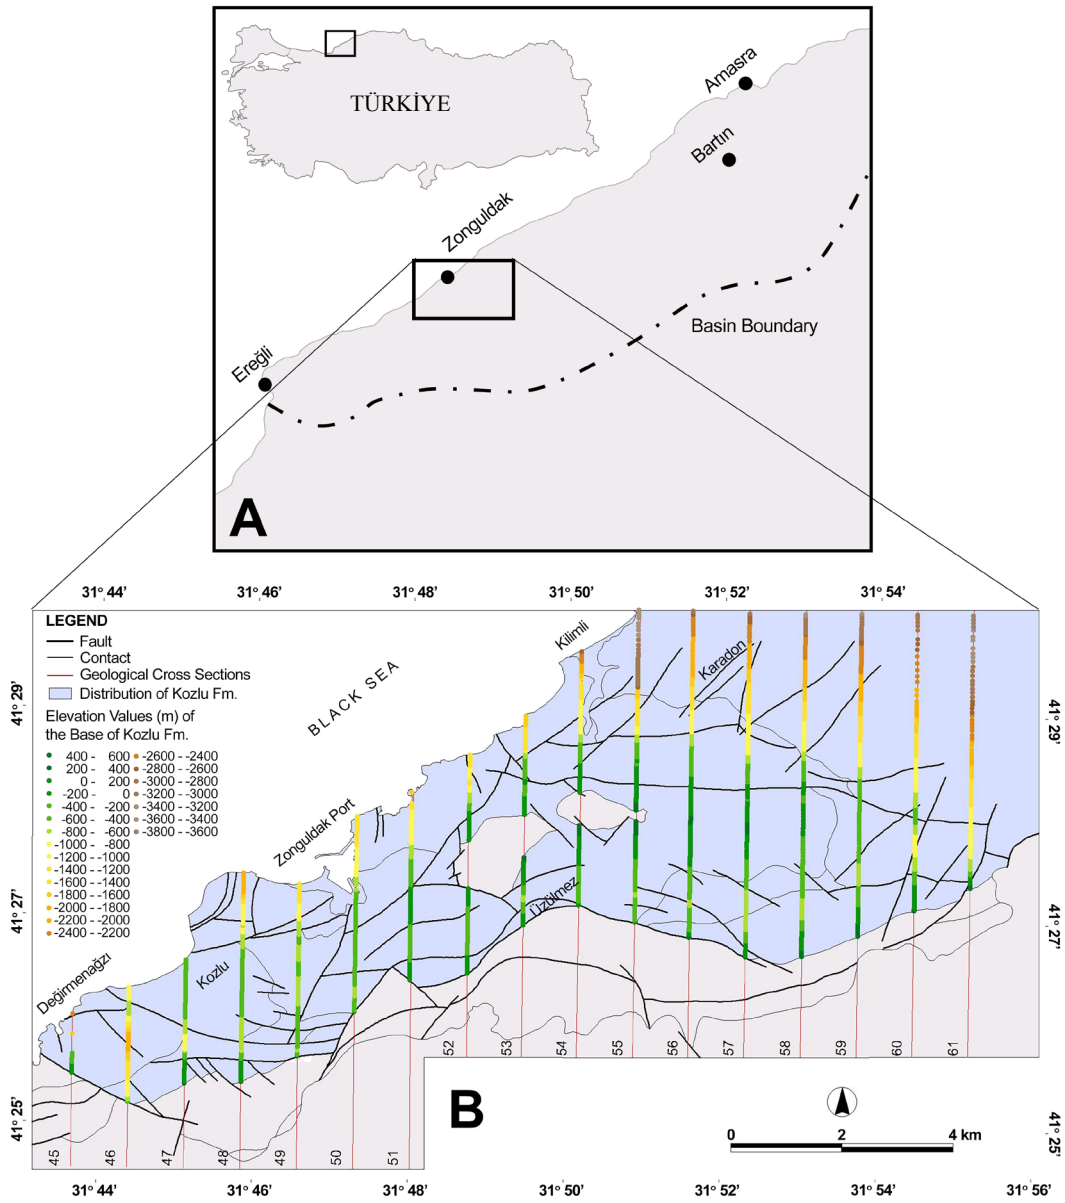 TÜRKİYE
Amasra
Bartın
Zonguldak
Basin Boundary
Ereğli
A
31° 44'
31° 46'
31° 48'
31° 50'
31° 52'
31° 54'
LEGEND
Fault
Contact
Geological Cross Sections
Distribution of Kozlu Fm.
Elevation Values (m) of
the Base of Kozlu Fm.
400 - 600
200 - 400
0 - 200
-200 - 0
-400 - -200
-600 - -400
-800 - -600
-1000 - -800
-1200 - -1000
-1400 - -1200
-1600 - -1400
-1800 - -1600
-2000 - -1800
-2200 - -2000
-2400 - -2200
-2600 - -2400
-2800 - -2600
-3000 - -2800
-3200 - -3000
-3400 - -3200
-3600 - -3400
-3800 - -3600
BLACK SEA
Kilimli
Karadon
Zonguldak Port
Üzülmez
Kozlu
Değirmenağzı
41° 29'
41° 29'
41° 27'
41° 27'
41° 25'
41° 25'
45
46
47
48
49
50
51
52
53
54
55
56
57
58
59
60
61
B
0 2 4 km
31° 44'
31° 46'
31° 48'
31° 50'
31° 52'
31° 54'
31° 56'